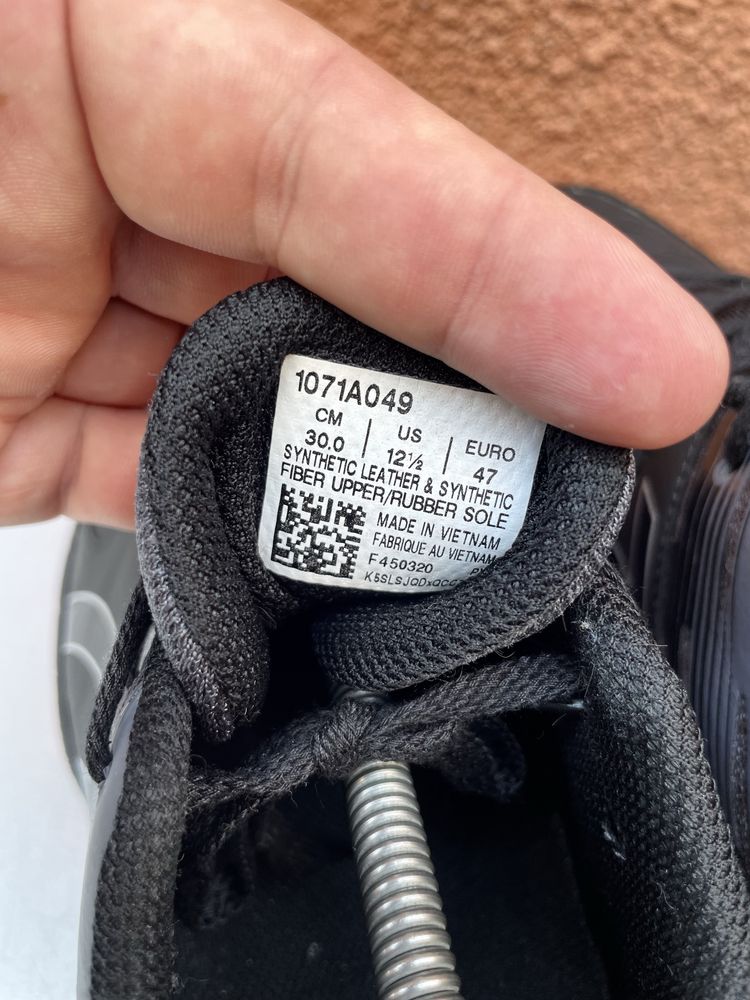 1071A049
CM | US | EURO
30.0 | 12½ | 47
SYNTHETIC LEATHER & SYNTHETIC
FIBER UPPER/RUBBER SOLE
MADE IN VIETNAM
FABRIQUE AU VIETNAM
F450320